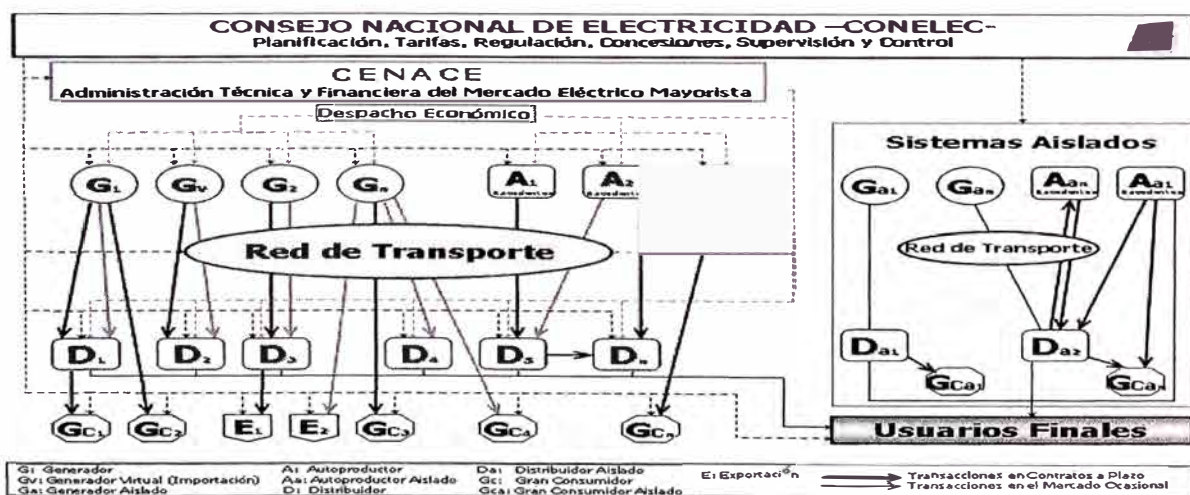 CONSEJO NACIONAL DE ELECTRICIDAD –CONELEC-
Planificación, Tarifas, Regulación, Concesiones, Supervisión y Control
CENACE
Administración Técnica y Financiera del Mercado Eléctrico Mayorista
Despacho Económico
Sistemas Aislados
G1 Gv G2 Gn A1 A2
Ga1 Gan Aan Aa1
Red de Transporte
Red de Transporte
D1 D2 D3 D4 D5 Dn
Da1 Da2
GCa1 GCan
GC1 GC2 E1 E2 GC3 GC4 GCn
Usuarios Finales
G: Generador
Gv: Generador Virtual (Importación)
Ga: Generador Aislado
A: Autoproductor
Aa: Autoproductor Aislado
D: Distribuidor
Da: Distribuidor Aislado
Gc: Gran Consumidor
Gca: Gran Consumidor Aislado
E: Exportación
Transacciones en Contratos a Plazo
Transacciones en el Mercado Ocasional